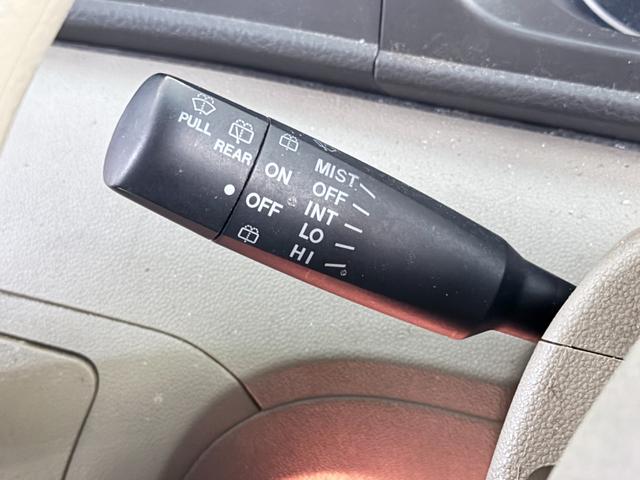 PULL
REAR
ON
OFF
MIST
OFF
INT
LO
HI